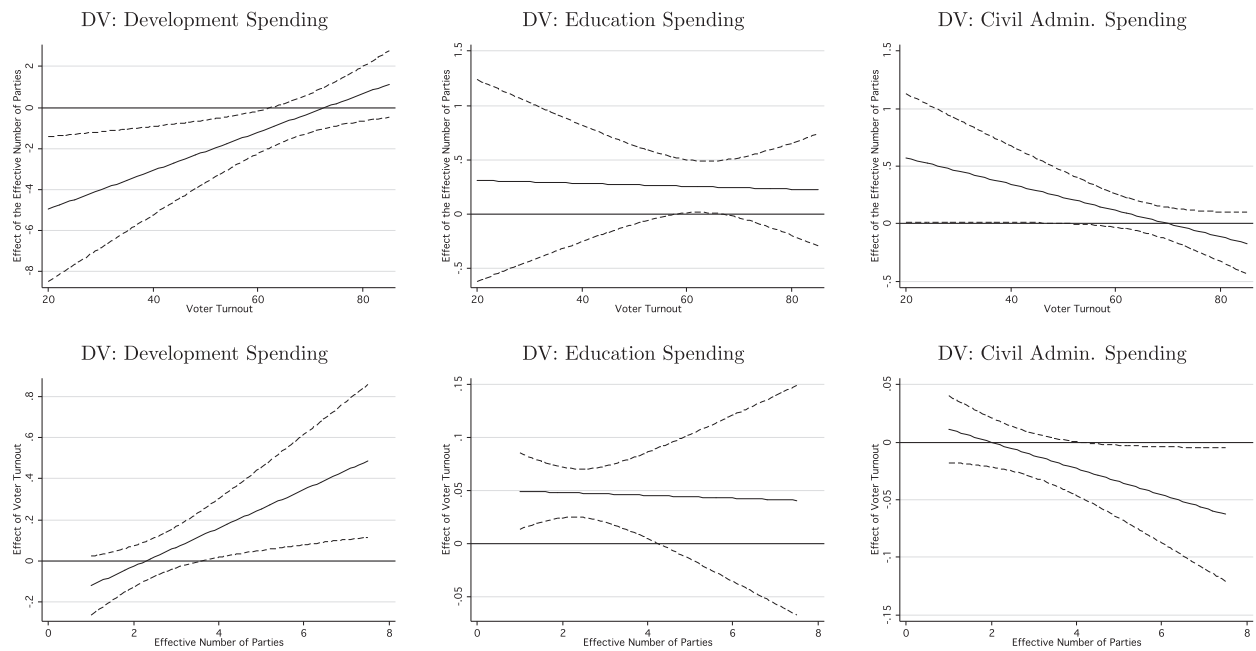 DV: Development Spending
Effect of the Effective Number of Parties
2
0
-2
-4
-6
-8
20 40 60 80
Voter Turnout
DV: Education Spending
Effect of the Effective Number of Parties
1.5
1
.5
0
-.5
20 40 60 80
Voter Turnout
DV: Civil Admin. Spending
Effect of the Effective Number of Parties
1.5
1
.5
0
-.5
20 40 60 80
Voter Turnout
DV: Development Spending
Effect of Voter Turnout
.8
.6
.4
.2
0
-.2
0 2 4 6 8
Effective Number of Parties
DV: Education Spending
Effect of Voter Turnout
.15
.1
.05
0
-.05
0 2 4 6 8
Effective Number of Parties
DV: Civil Admin. Spending
Effect of Voter Turnout
.05
0
-.05
-.1
-.15
0 2 4 6 8
Effective Number of Parties